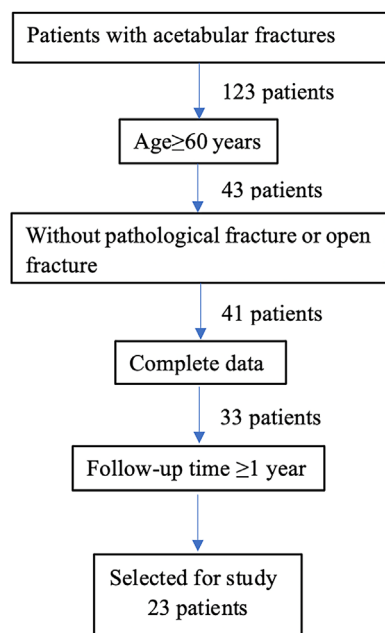 Patients with acetabular fractures
123 patients
Age≥60 years
43 patients
Without pathological fracture or open
fracture
41 patients
Complete data
33 patients
Follow-up time ≥1 year
Selected for study
23 patients